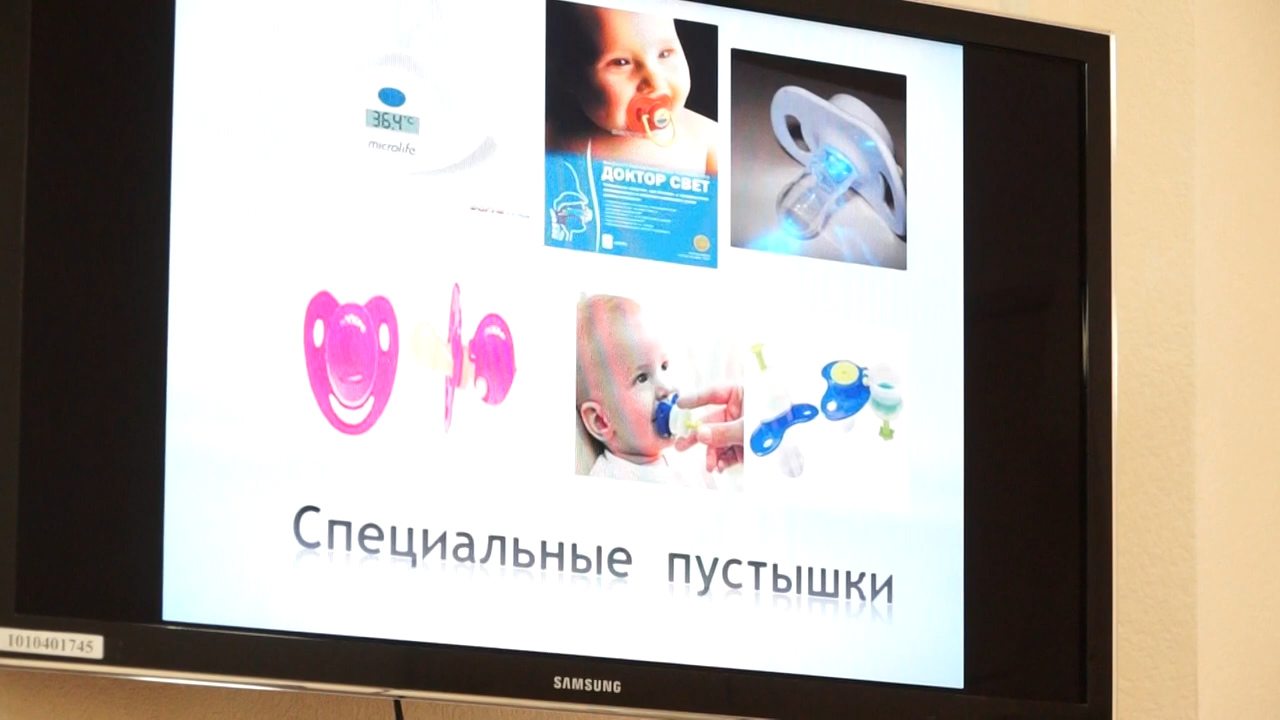 36.4°C
microlife
ДОКТОР СВЕТ
Специальные пустышки
1010401745
SAMSUNG